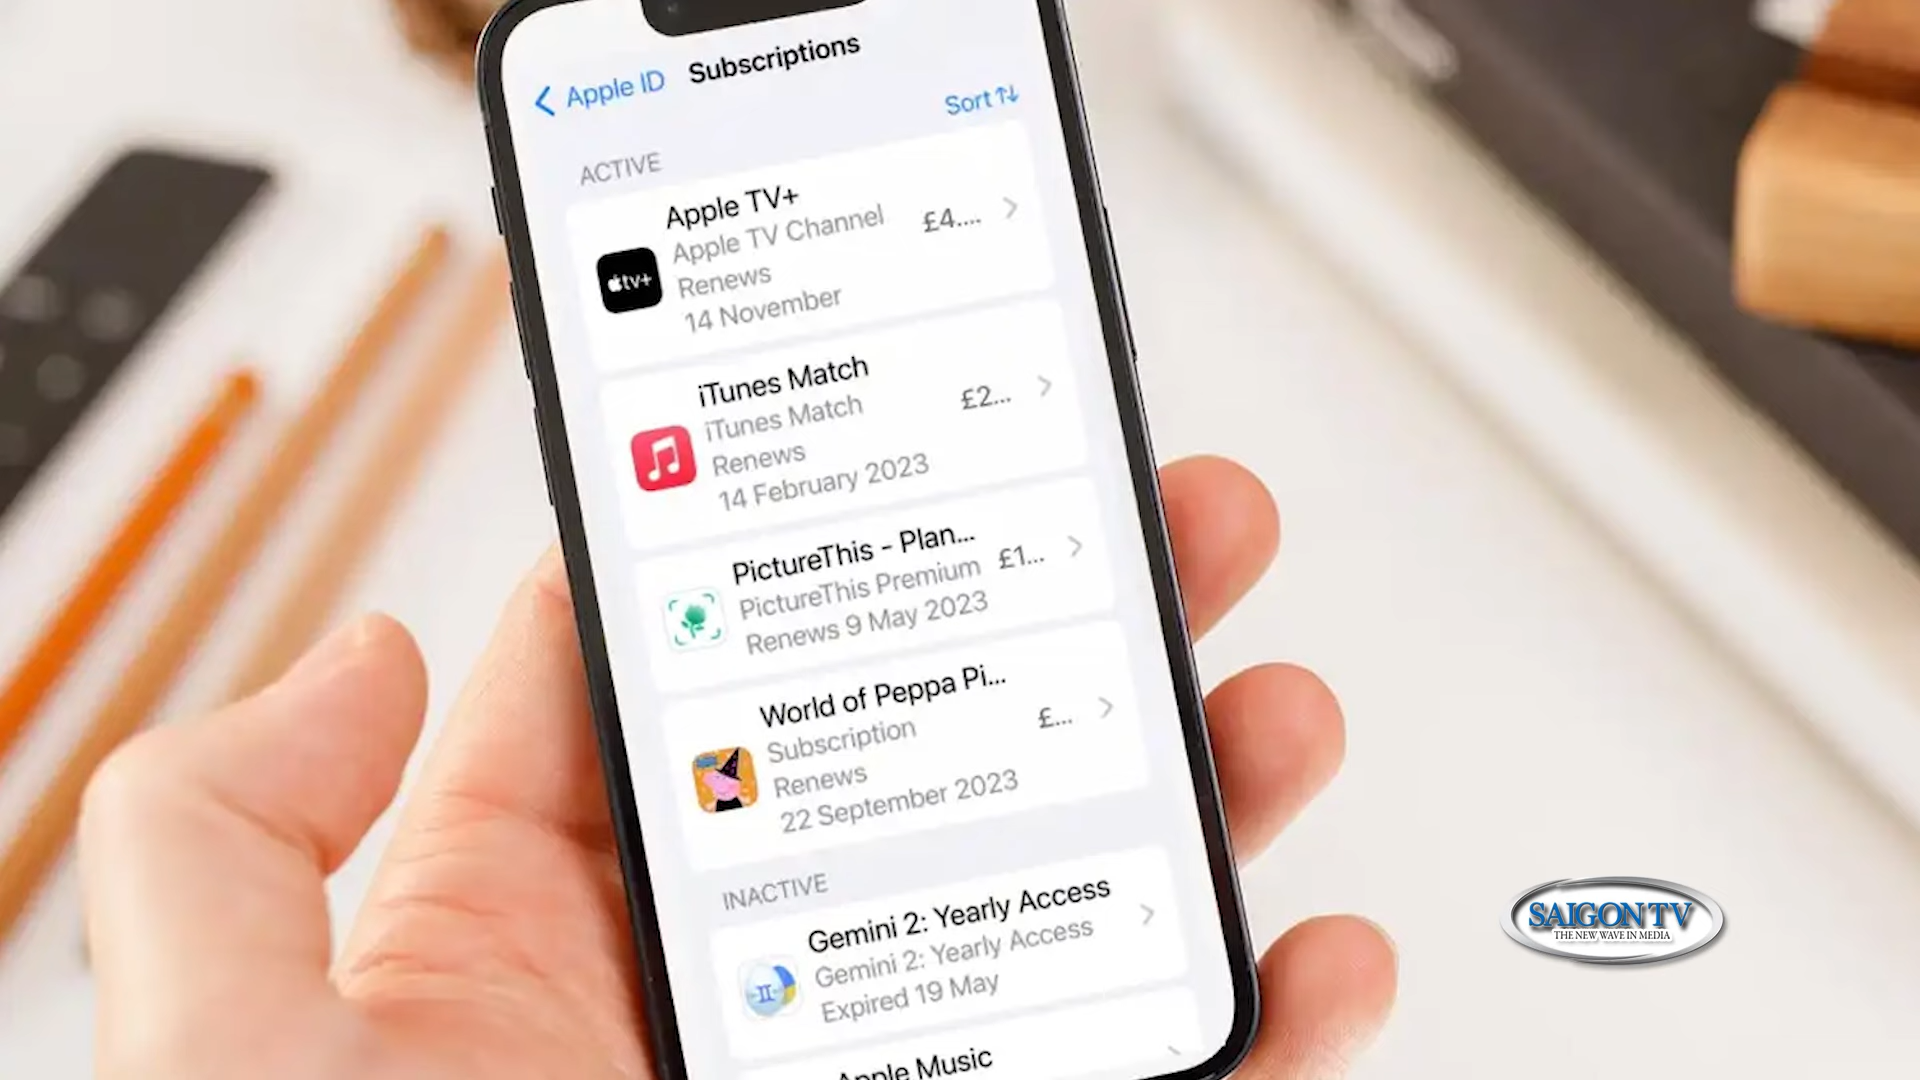 Apple ID
Subscriptions
Sort
ACTIVE
Apple TV+
Apple TV Channel
Renews
14 November
£4....
tv+
iTunes Match
iTunes Match
Renews
14 February 2023
£2...
PictureThis - Plan...
PictureThis Premium
Renews 9 May 2023
£1...
World of Peppa Pi...
Subscription
Renews
22 September 2023
£...
INACTIVE
Gemini 2: Yearly Access
Gemini 2: Yearly Access
Expired 19 May
Apple Music
SAIGON TV
THE NEW WAVE IN MEDIA